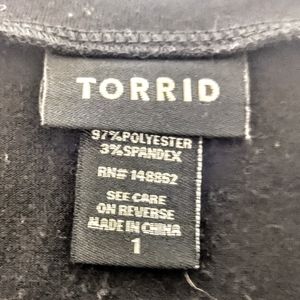 TORRID
97%POLYESTER
3%SPANDEX
RN# 148862
SEE CARE
ON REVERSE
MADE IN CHINA
1